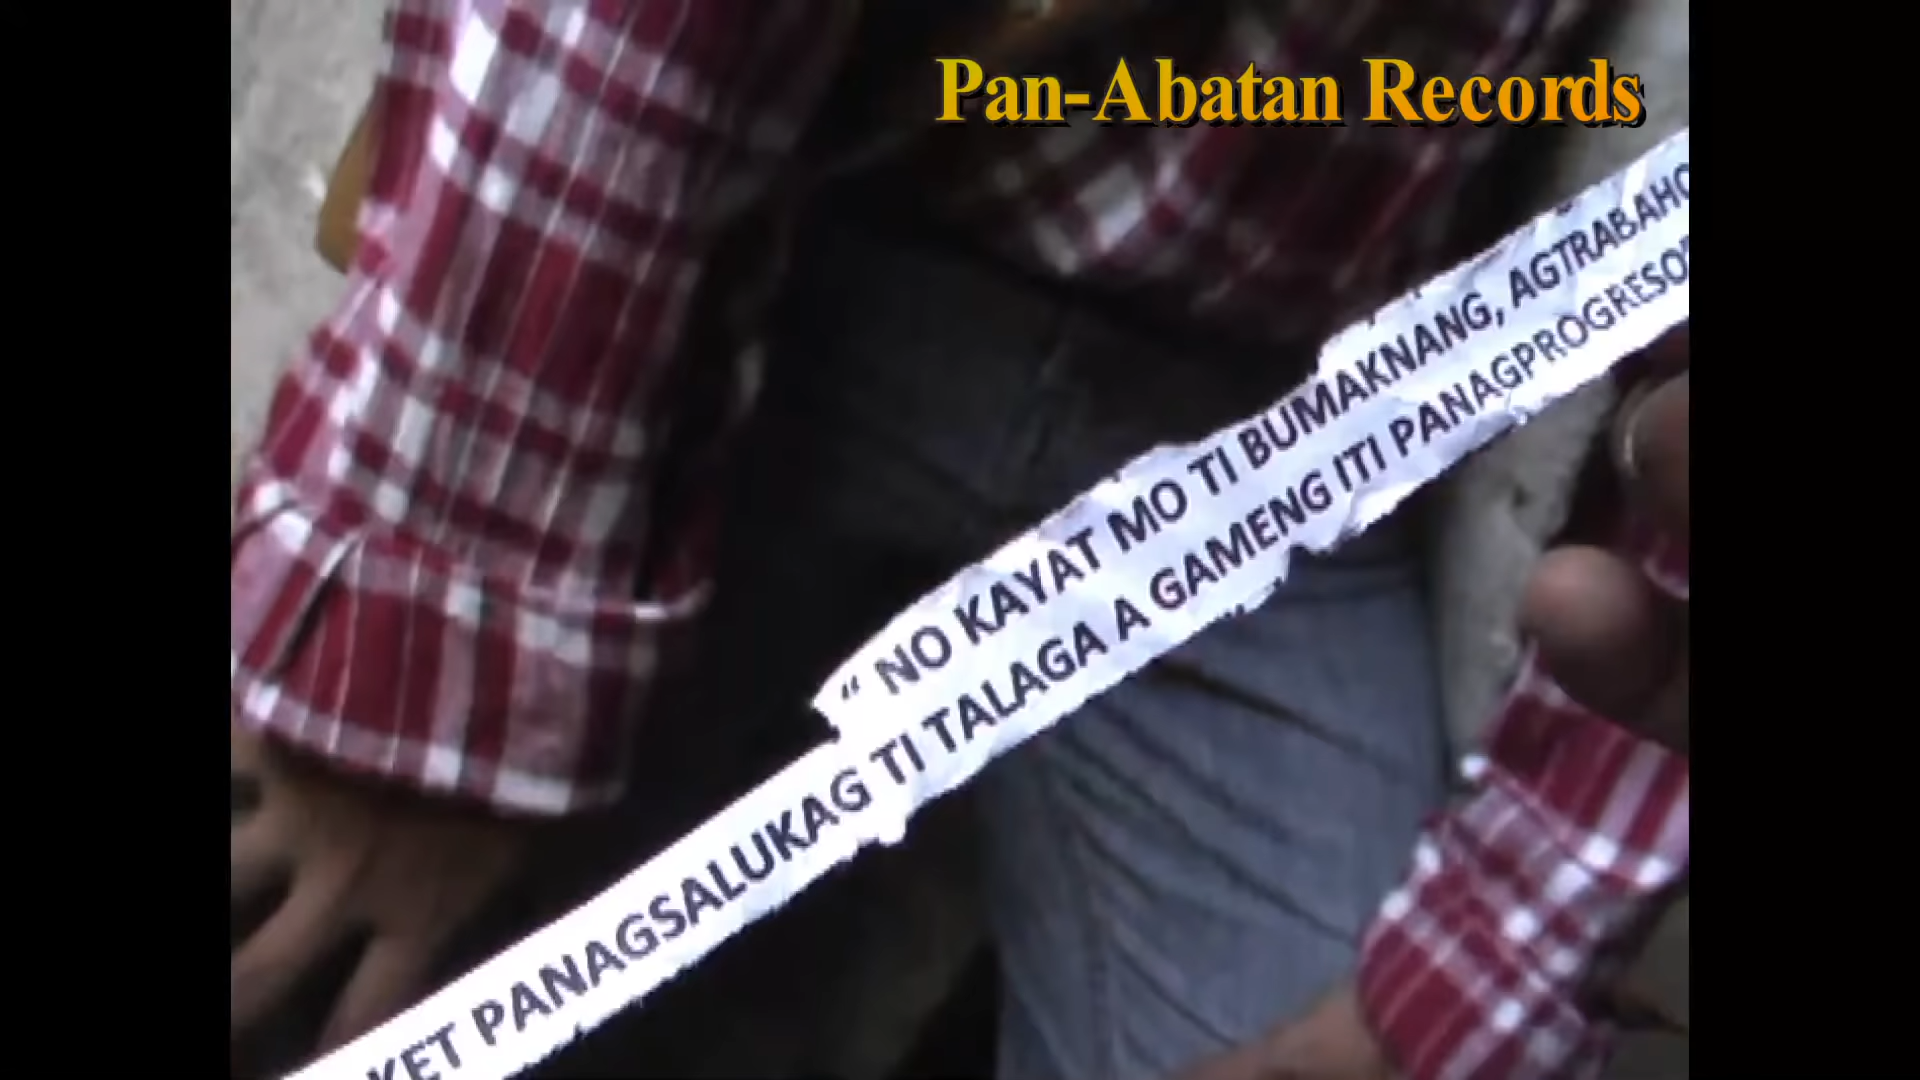 Pan-Abatan Records
“ NO KAYAT MO TI BUMAKNANG, AGTRABAHO
KET PANAGSALUKAG TI TALAGA A GAMENG ITI PANAGPROGRESO
”